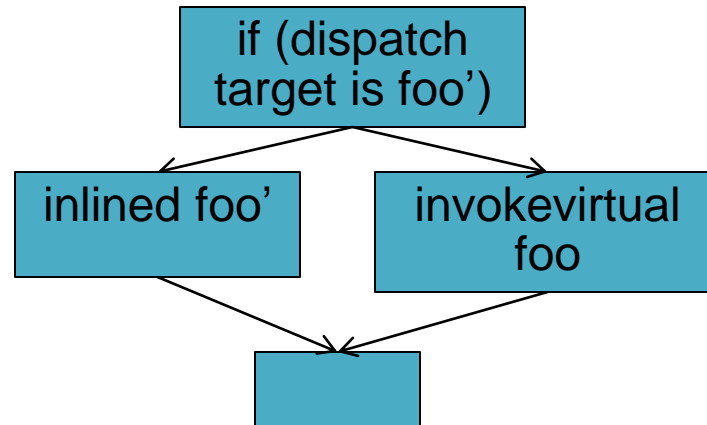 if (dispatch
target is foo’)
inlined foo’
invokevirtual
foo